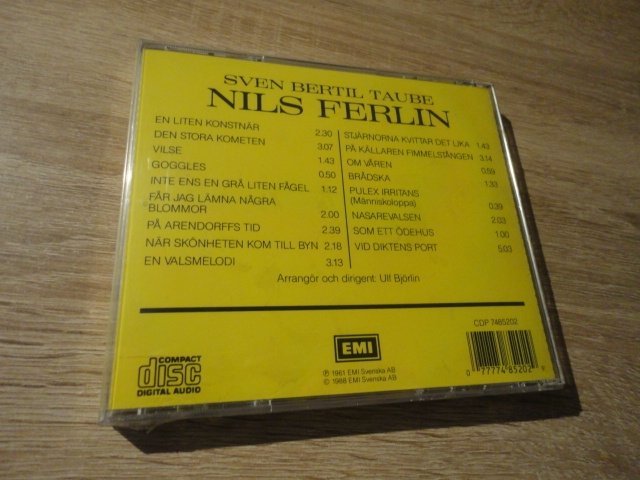 SVEN BERTIL TAUBE
NILS FERLIN
EN LITEN KONSTNÄR 2.30
DEN STORA KOMETEN 3.07
VILSE 1.43
GOGGLES 0.50
INTE ENS EN GRÅ LITEN FÅGEL 1.12
FÅR JAG LÄMNA NÅGRA
BLOMMOR 2.00
PÅ ARENDORFFS TID 2.39
NÄR SKÖNHETEN KOM TILL BYN 2.18
EN VALSMELODI 3.13
STJÄRNORNA KVITTAR DET LIKA 1.43
PÅ KÄLLAREN FIMMELSTÅNGEN 3.14
OM VÅREN 0.59
BRÅDSKA 1.33
PULEX IRRITANS
(Människoloppa) 0.39
NASAREVALSEN 2.03
SOM ETT ÖDEHUS 1.00
VID DIKTENS PORT 5.03
Arrangör och dirigent: Ulf Björlin
CDP 7485202
COMPACT
disc
DIGITAL AUDIO
EMI
℗ 1961 EMI Svenska AB
© 1988 EMI Svenska AB
0 77774 85202